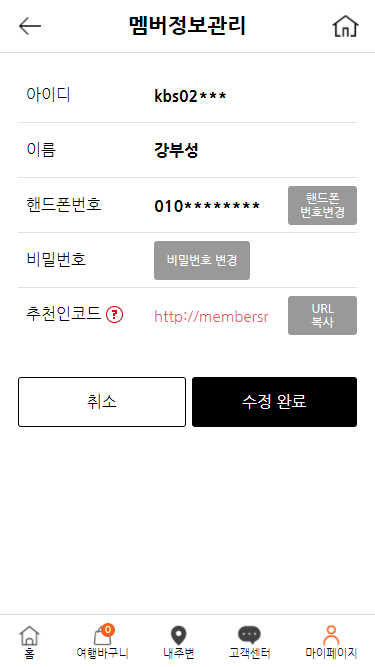 멤버정보관리
아이디 kbs02***
이름 강부성
핸드폰번호 010******** 핸드폰
번호변경
비밀번호 비밀번호 변경
추천인코드 ? http://membersr URL
복사
취소 수정 완료
0
홈 여행바구니 내주변 고객센터 마이페이지